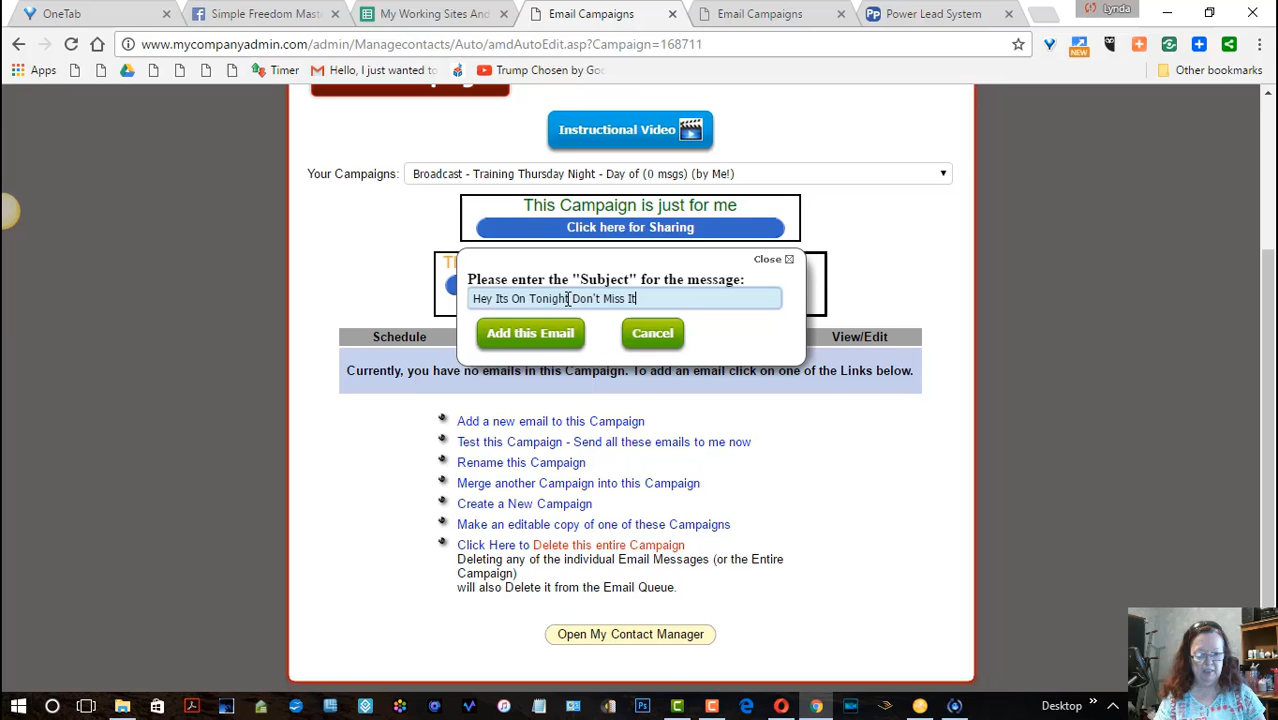 OneTab
Simple Freedom Maste
My Working Sites And
Email Campaigns
Email Campaigns
Power Lead System
Lynda
www.mycompanyadmin.com/admin/Managecontacts/Auto/amdAutoEdit.asp?Campaign=168711
NEW
Apps
Timer
Hello, I just wanted to
Trump Chosen by Go
Other bookmarks
Instructional Video
Your Campaigns:
Broadcast - Training Thursday Night - Day of (0 msgs) (by Me!)
This Campaign is just for me
Click here for Sharing
Close
Please enter the "Subject" for the message:
Hey Its On Tonight Don't Miss It
Add this Email
Cancel
Schedule
View/Edit
Currently, you have no emails in this Campaign. To add an email click on one of the Links below.
Add a new email to this Campaign
Test this Campaign - Send all these emails to me now
Rename this Campaign
Merge another Campaign into this Campaign
Create a New Campaign
Make an editable copy of one of these Campaigns
Click Here to Delete this entire Campaign
Deleting any of the individual Email Messages (or the Entire
Campaign)
will also Delete it from the Email Queue.
Open My Contact Manager
Desktop